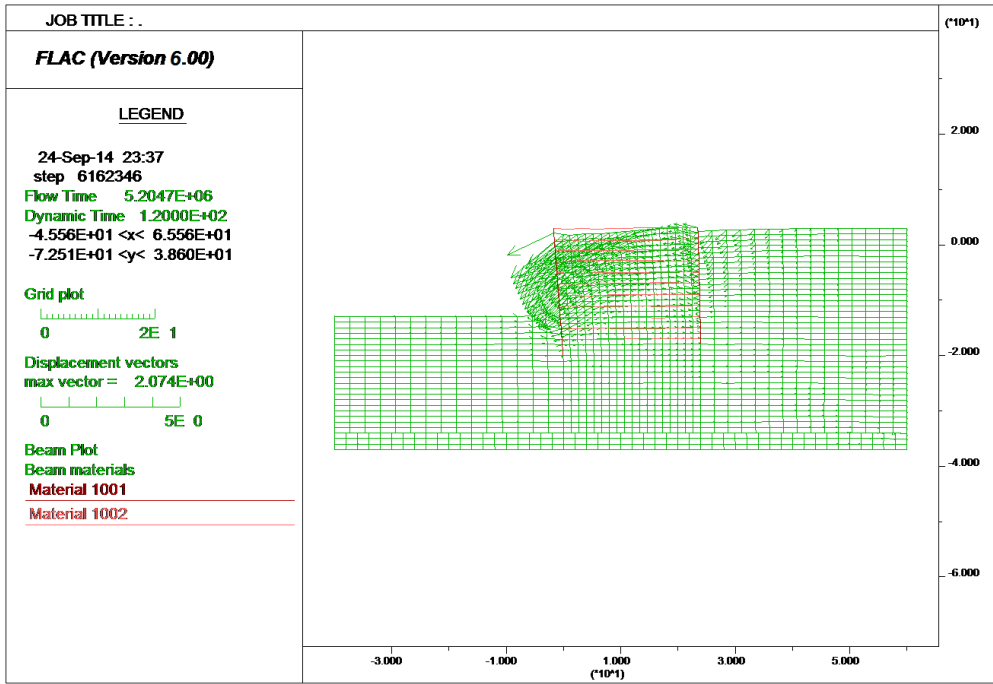 JOB TITLE : .
(*10^1)
FLAC (Version 6.00)
LEGEND
24-Sep-14 23:37
step 6162346
Flow Time 5.2047E+06
Dynamic Time 1.2000E+02
-4.556E+01 <x< 6.556E+01
-7.251E+01 <y< 3.860E+01
Grid plot
0 2E 1
Displacement vectors
max vector = 2.074E+00
0 5E 0
Beam Plot
Beam materials
Material 1001
Material 1002
2.000
0.000
-2.000
-4.000
-6.000
-3.000 -1.000 1.000 3.000 5.000
(*10^1)